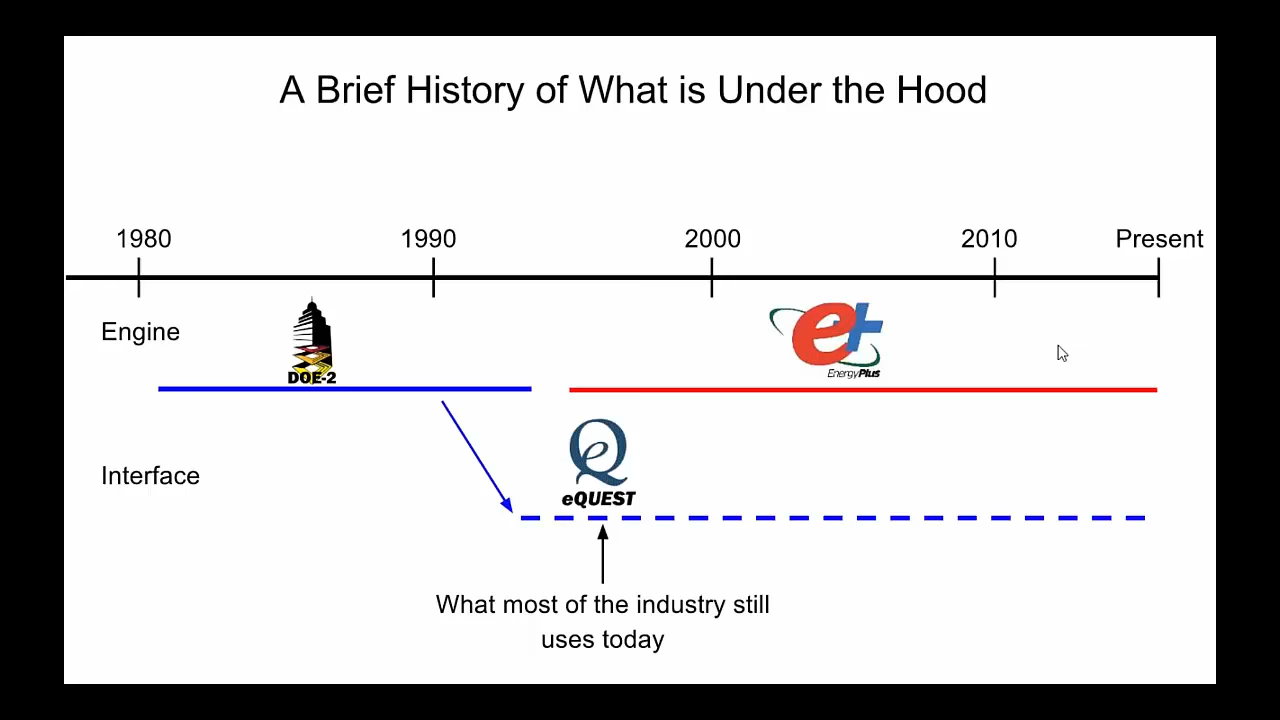 A Brief History of What is Under the Hood
1980 1990 2000 2010 Present
Engine
DOE-2
e+
EnergyPlus
Interface
eQUEST
What most of the industry still
uses today